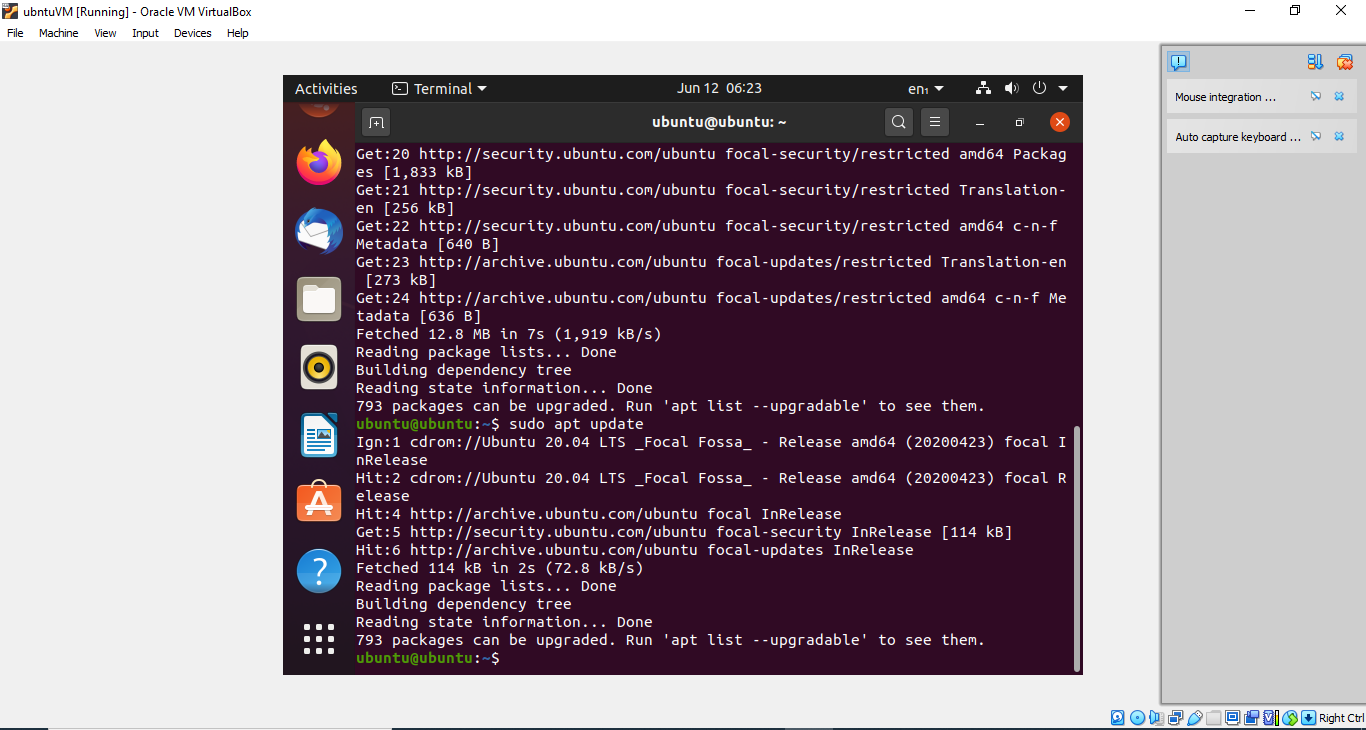 ubntuVM [Running] - Oracle VM VirtualBox
File Machine View Input Devices Help
Activities Terminal Jun 12 06:23 en₁
ubuntu@ubuntu: ~
Mouse integration ...
Auto capture keyboard ...
Get:20 http://security.ubuntu.com/ubuntu focal-security/restricted amd64 Packag
es [1,833 kB]
Get:21 http://security.ubuntu.com/ubuntu focal-security/restricted Translation-
en [256 kB]
Get:22 http://security.ubuntu.com/ubuntu focal-security/restricted amd64 c-n-f
Metadata [640 B]
Get:23 http://archive.ubuntu.com/ubuntu focal-updates/restricted Translation-en
 [273 kB]
Get:24 http://archive.ubuntu.com/ubuntu focal-updates/restricted amd64 c-n-f Me
tadata [636 B]
Fetched 12.8 MB in 7s (1,919 kB/s)
Reading package lists... Done
Building dependency tree
Reading state information... Done
793 packages can be upgraded. Run 'apt list --upgradable' to see them.
ubuntu@ubuntu:~$ sudo apt update
Ign:1 cdrom://Ubuntu 20.04 LTS _Focal Fossa_ - Release amd64 (20200423) focal I
nRelease
Hit:2 cdrom://Ubuntu 20.04 LTS _Focal Fossa_ - Release amd64 (20200423) focal R
elease
Hit:4 http://archive.ubuntu.com/ubuntu focal InRelease
Get:5 http://security.ubuntu.com/ubuntu focal-security InRelease [114 kB]
Hit:6 http://archive.ubuntu.com/ubuntu focal-updates InRelease
Fetched 114 kB in 2s (72.8 kB/s)
Reading package lists... Done
Building dependency tree
Reading state information... Done
793 packages can be upgraded. Run 'apt list --upgradable' to see them.
ubuntu@ubuntu:~$
Right Ctrl